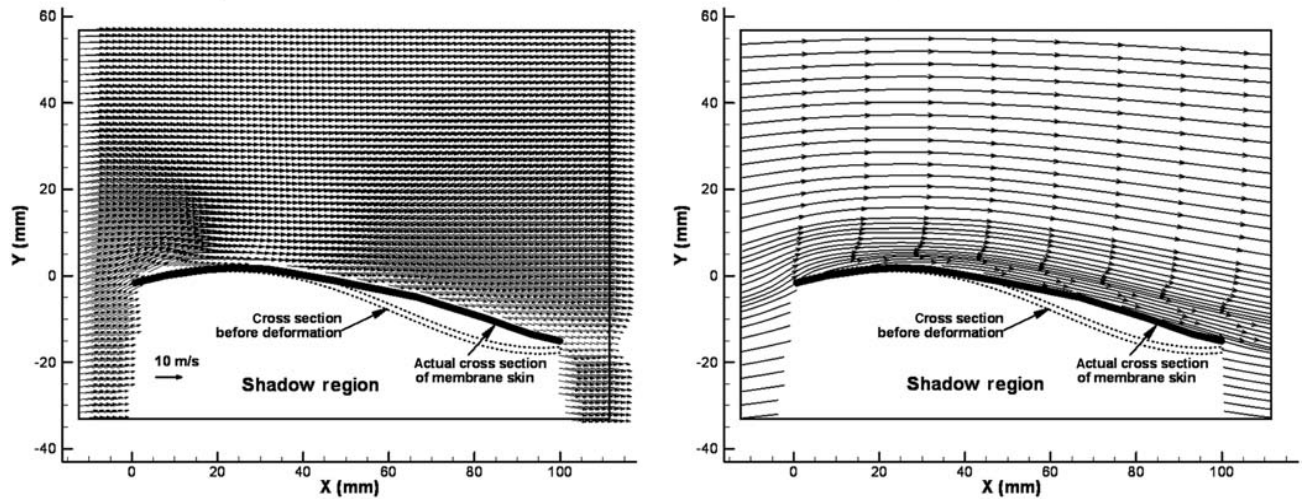 60
40
20
0
-20
-40
Y (mm)
Cross section
before deformation
10 m/s
Actual cross section
of membrane skin
Shadow region
0
20
40
60
80
100
X (mm)
60
40
20
0
-20
-40
Y (mm)
Cross section
before deformation
Actual cross section
of membrane skin
Shadow region
0
20
40
60
80
100
X (mm)